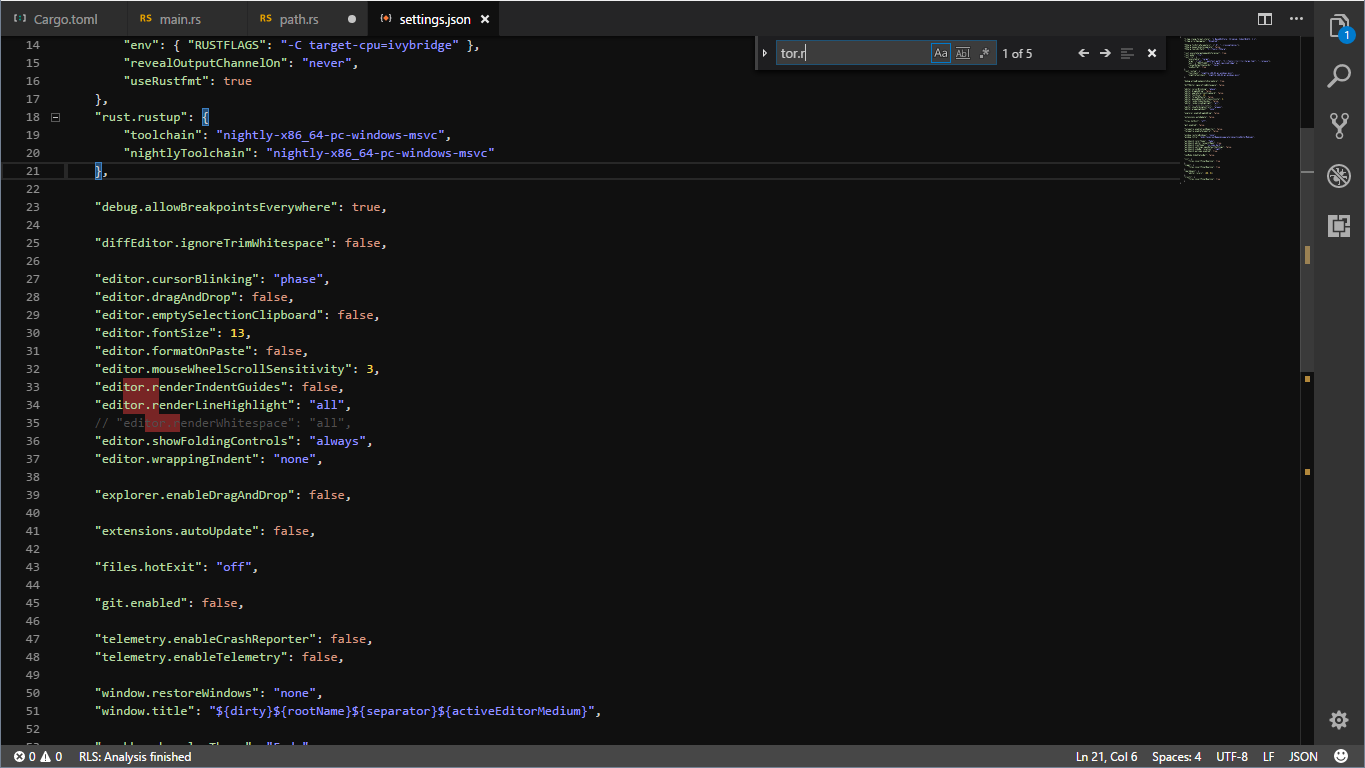 Cargo.toml RS main.rs RS path.rs settings.json
14 "env": { "RUSTFLAGS": "-C target-cpu=ivybridge" },
tor.r Aa Abl .* 1 of 5
1
15 "revealOutputChannelOn": "never",
16 "useRustfmt": true
17 },
18 "rust.rustup": {
19 "toolchain": "nightly-x86_64-pc-windows-msvc",
20 "nightlyToolchain": "nightly-x86_64-pc-windows-msvc"
21 },
22
23 "debug.allowBreakpointsEverywhere": true,
24
25 "diffEditor.ignoreTrimWhitespace": false,
26
27 "editor.cursorBlinking": "phase",
28 "editor.dragAndDrop": false,
29 "editor.emptySelectionClipboard": false,
30 "editor.fontSize": 13,
31 "editor.formatOnPaste": false,
32 "editor.mouseWheelScrollSensitivity": 3,
33 "editor.renderIndentGuides": false,
34 "editor.renderLineHighlight": "all",
35 // "editor.renderWhitespace": "all",
36 "editor.showFoldingControls": "always",
37 "editor.wrappingIndent": "none",
38
39 "explorer.enableDragAndDrop": false,
40
41 "extensions.autoUpdate": false,
42
43 "files.hotExit": "off",
44
45 "git.enabled": false,
46
47 "telemetry.enableCrashReporter": false,
48 "telemetry.enableTelemetry": false,
49
50 "window.restoreWindows": "none",
51 "window.title": "${dirty}${rootName}${separator}${activeEditorMedium}",
52
0 0 RLS: Analysis finished Ln 21, Col 6 Spaces: 4 UTF-8 LF JSON